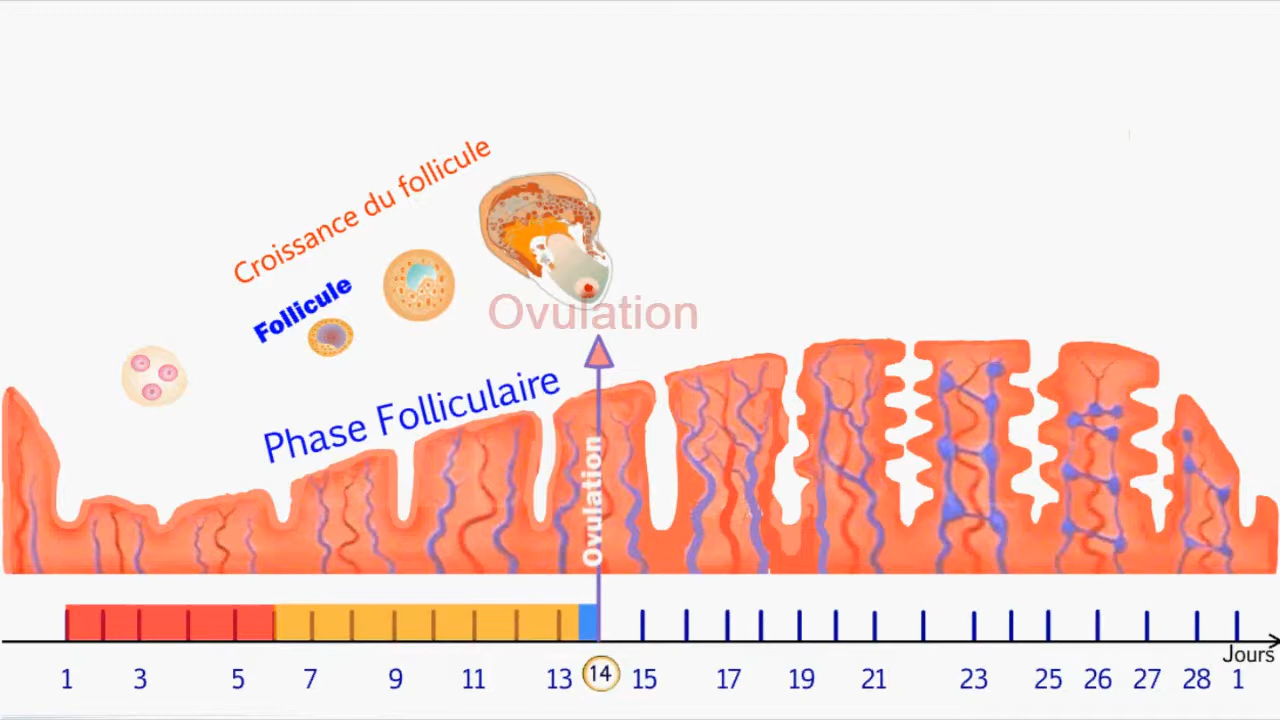 Croissance du follicule
Follicule
Ovulation
Phase Folliculaire
Ovulation
Jours
1 3 5 7 9 11 13 14 15 17 19 21 23 25 26 27 28 1